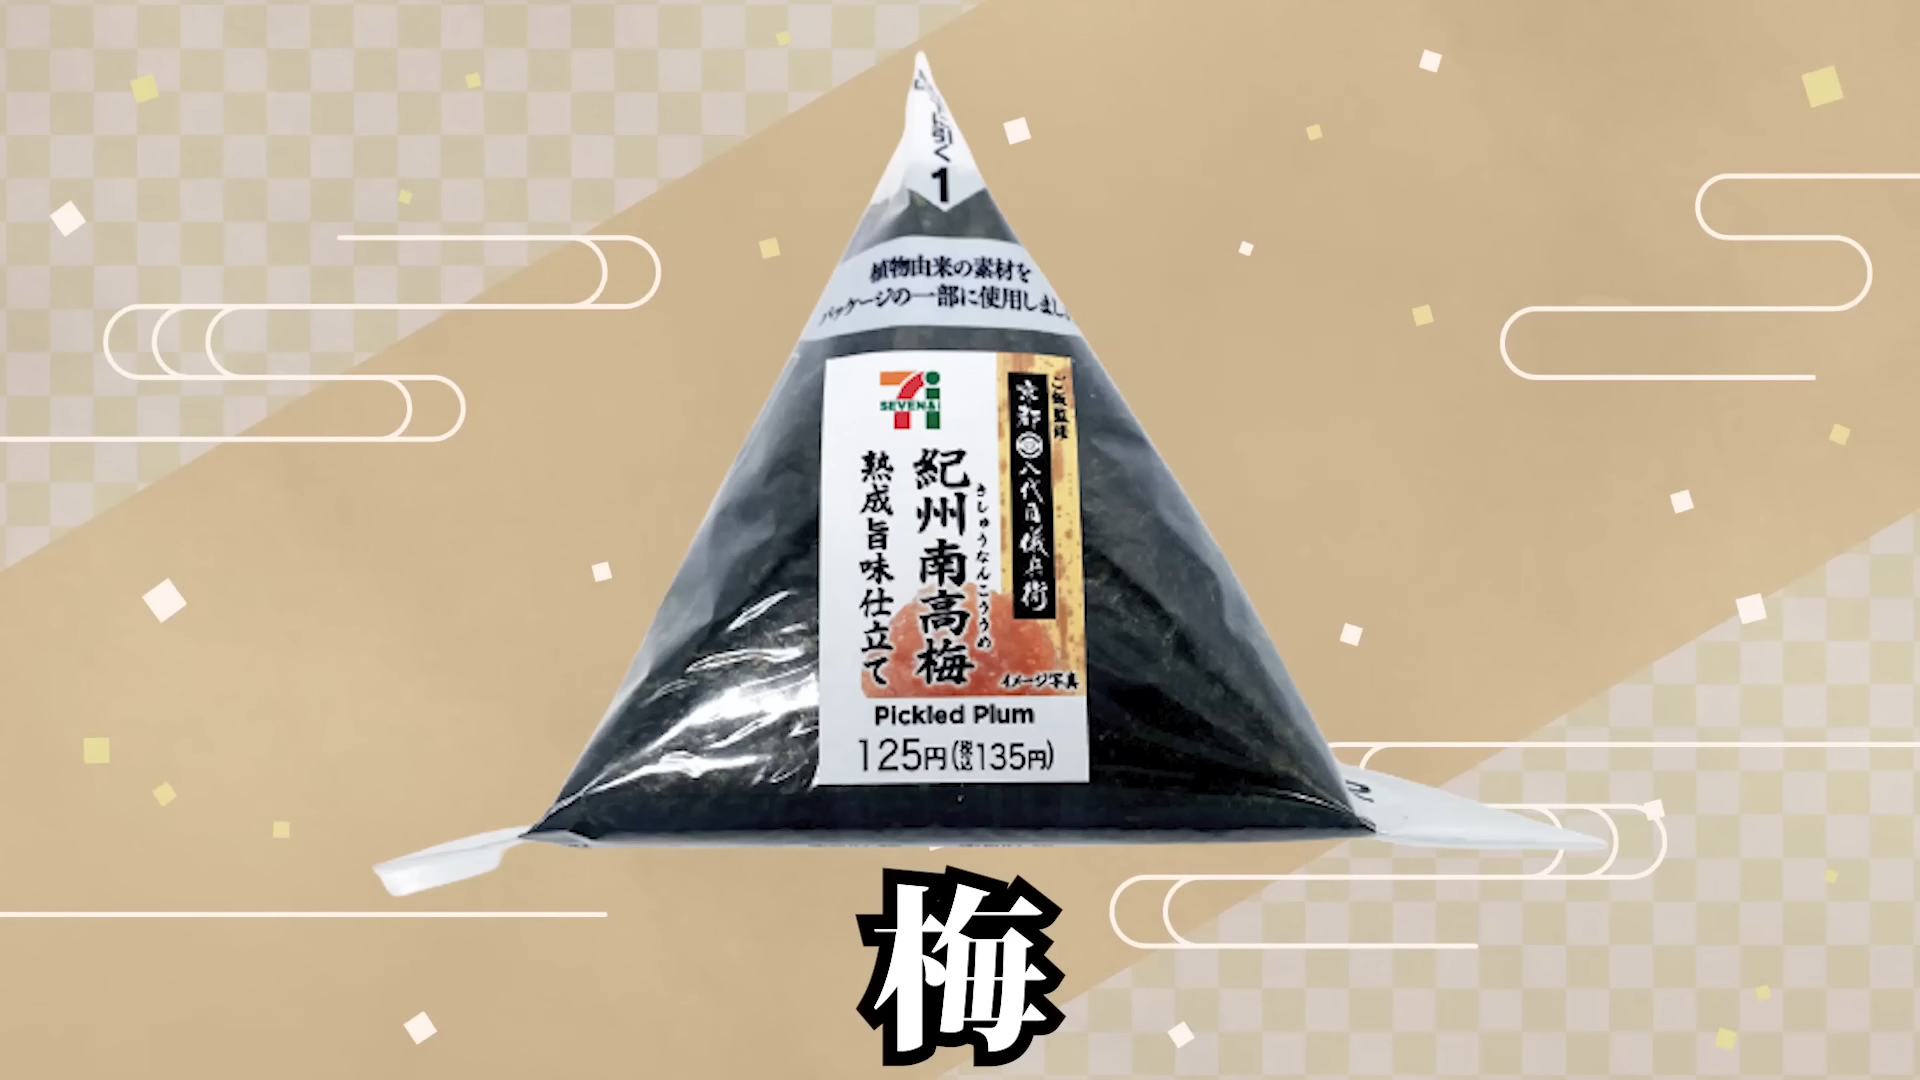 に引く
1
植物由来の素材を
パッケージの一部に使用しまし
SEVEN&i
ご飯監修
京都 八代目儀兵衛
紀州南高梅
きしゅうなんこううめ
熟成旨味仕立て
イメージ写真
Pickled Plum
125円(税込135円)
2
梅